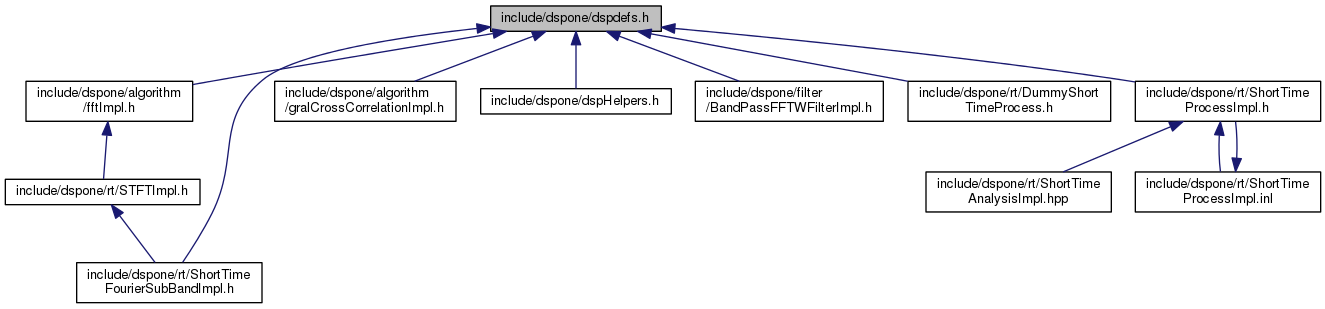 include/dspone/dspdefs.h
include/dspone/algorithm
/fftImpl.h
include/dspone/algorithm
/gralCrossCorrelationImpl.h
include/dspone/dspHelpers.h
include/dspone/filter
/BandPassFFTWFilterImpl.h
include/dspone/rt/DummyShort
TimeProcess.h
include/dspone/rt/ShortTime
ProcessImpl.h
include/dspone/rt/STFTImpl.h
include/dspone/rt/ShortTime
AnalysisImpl.hpp
include/dspone/rt/ShortTime
ProcessImpl.inl
include/dspone/rt/ShortTime
FourierSubBandImpl.h